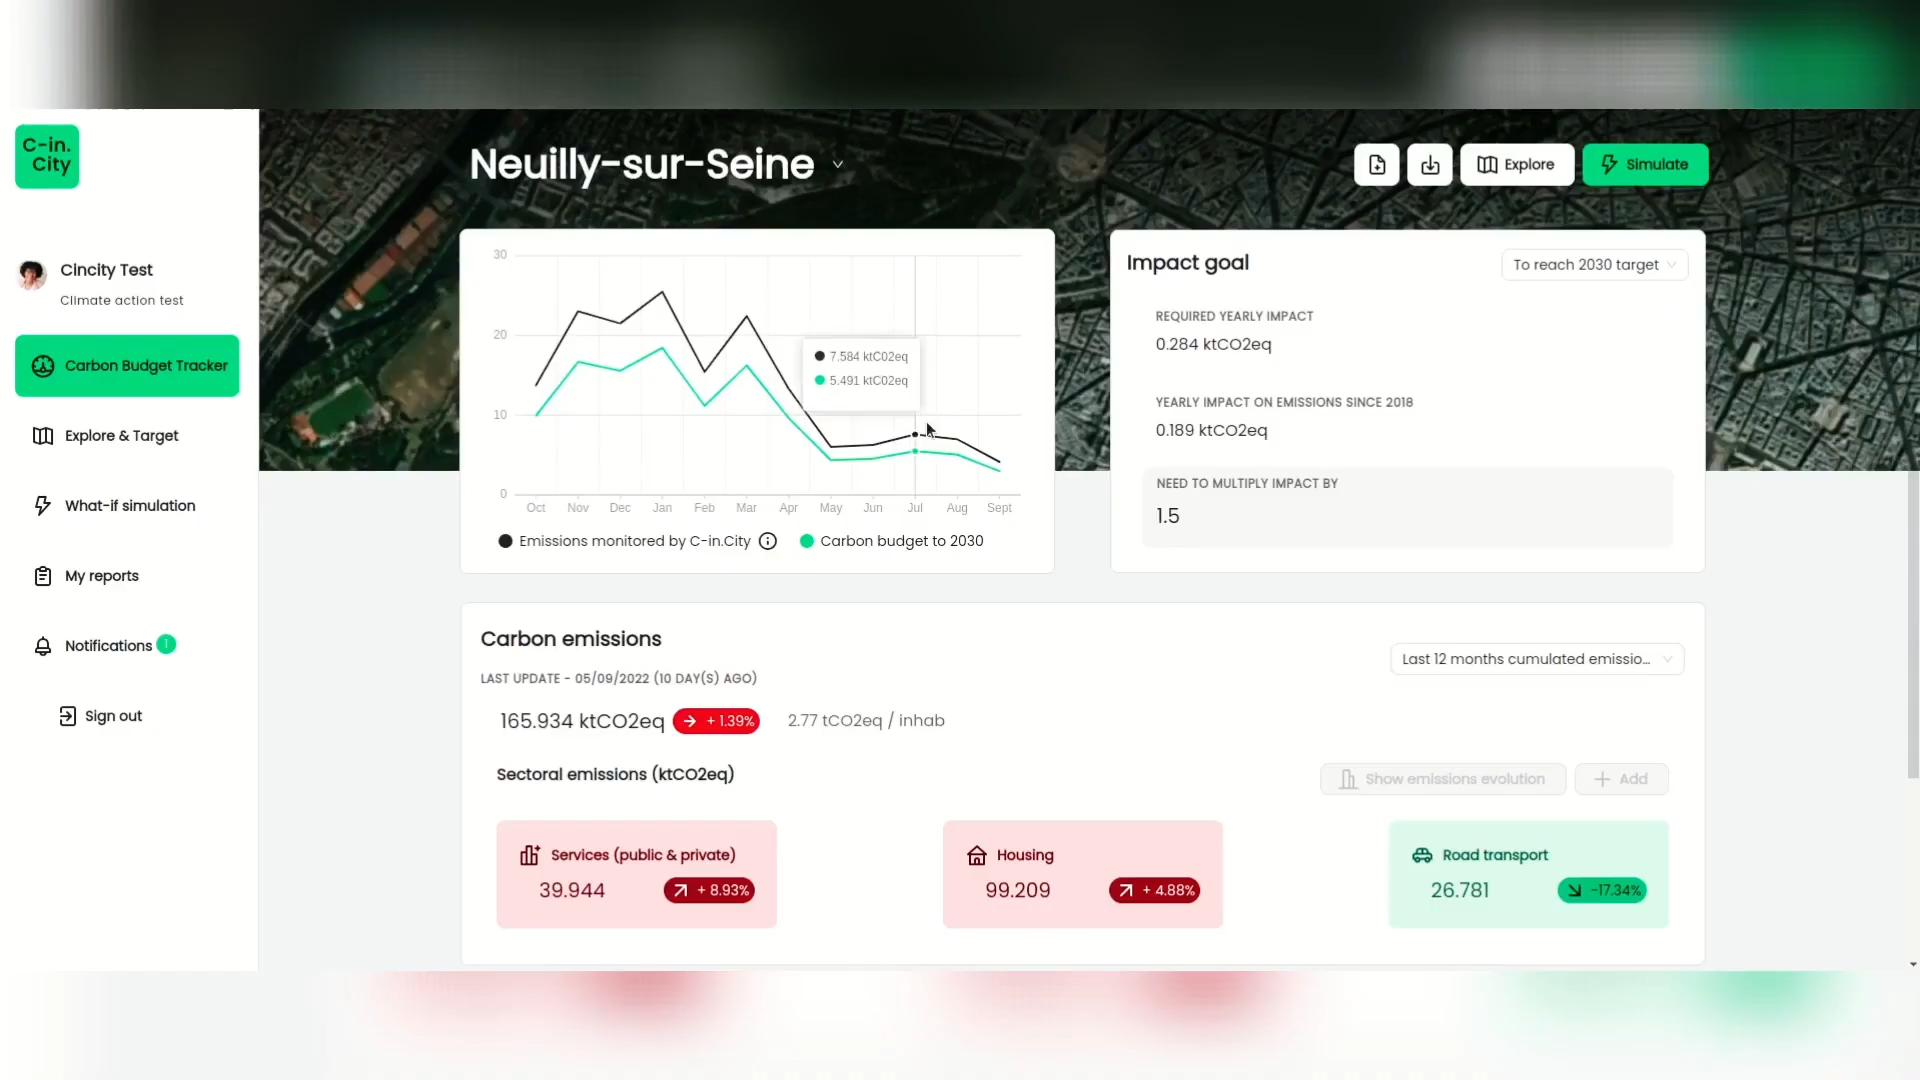 C-in.
City
Cincity Test
Climate action test
Carbon Budget Tracker
Explore & Target
What-if simulation
My reports
Notifications 1
Sign out
Neuilly-sur-Seine
Explore
Simulate
30
20
10
0
7.584 ktC02eq
5.491 ktC02eq
Oct Nov Dec Jan Feb Mar Apr May Jun Jul Aug Sept
Emissions monitored by C-in.City
Carbon budget to 2030
Impact goal
To reach 2030 target
REQUIRED YEARLY IMPACT
0.284 ktCO2eq
YEARLY IMPACT ON EMISSIONS SINCE 2018
0.189 ktCO2eq
NEED TO MULTIPLY IMPACT BY
1.5
Carbon emissions
LAST UPDATE - 05/09/2022 (10 DAY(S) AGO)
Last 12 months cumulated emissio...
165.934 ktCO2eq + 1.39% 2.77 tCO2eq / inhab
Sectoral emissions (ktCO2eq)
Show emissions evolution
Add
Services (public & private)
39.944 + 8.93%
Housing
99.209 + 4.88%
Road transport
26.781 -17.34%